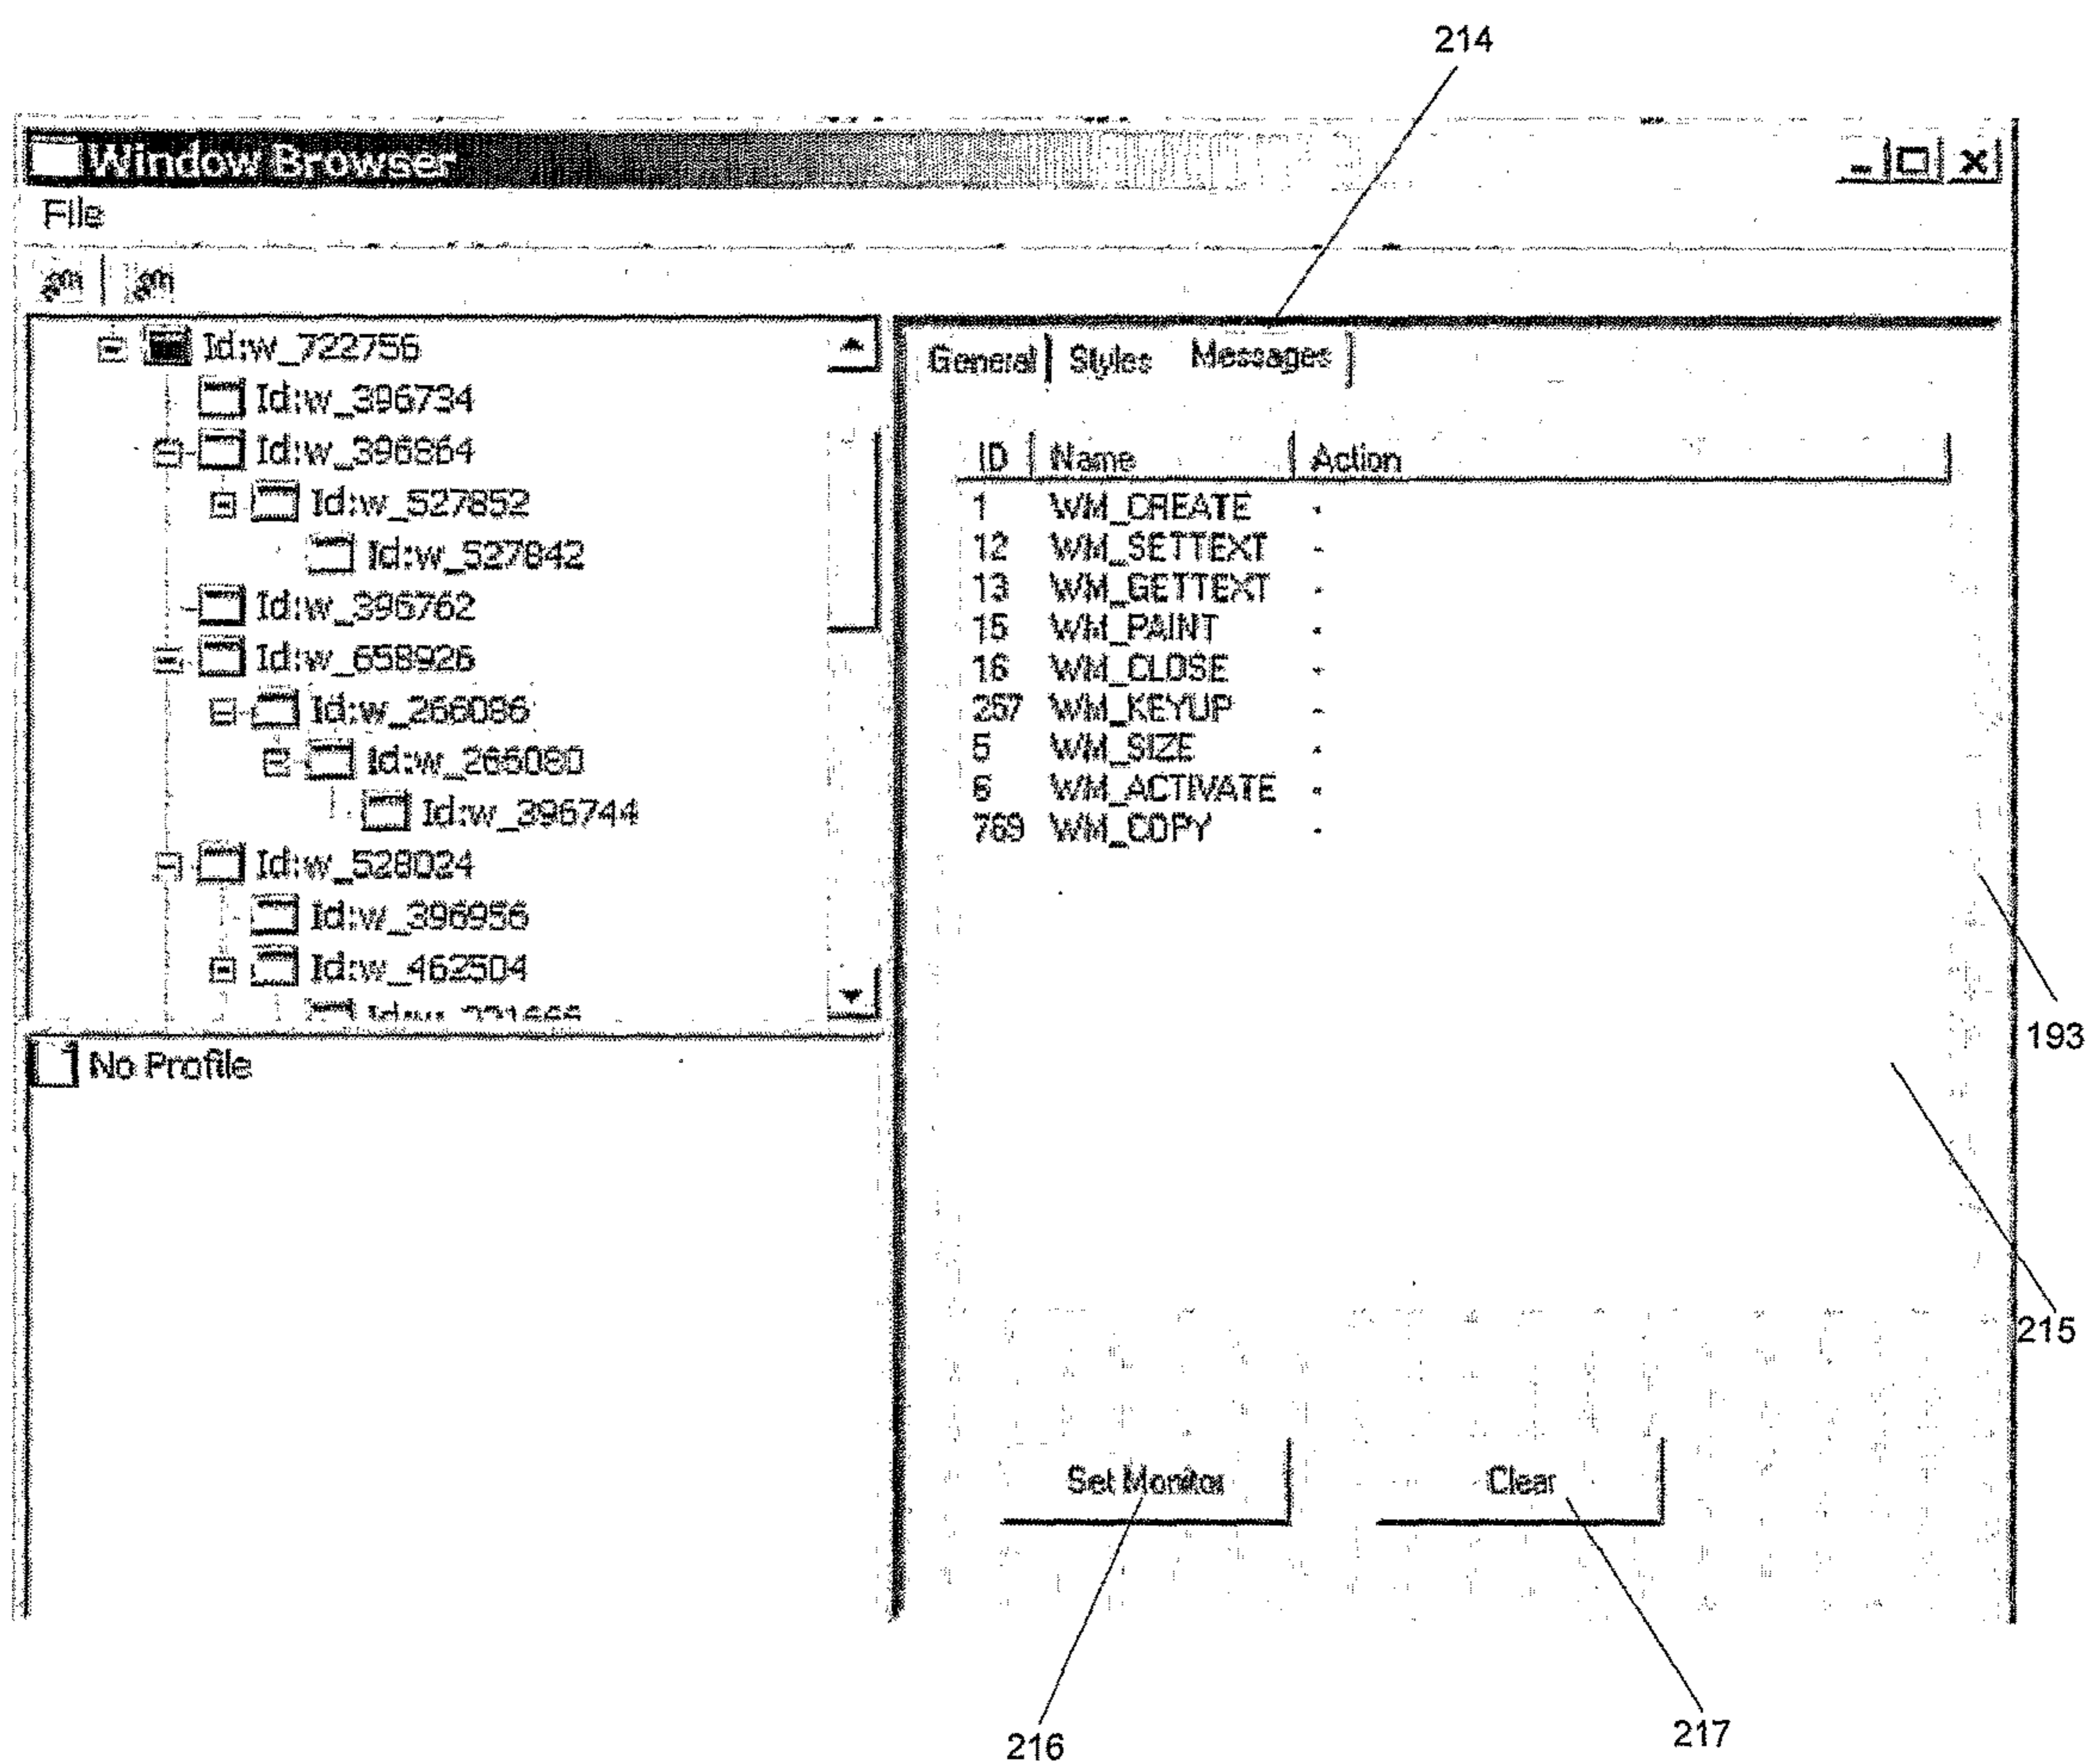 214
Window Browser
File
Id:w_722756
Id:w_396734
Id:w_396864
Id:w_527852
Id:w_527842
Id:w_396762
Id:w_658926
Id:w_266086
Id:w_266080
Id:w_396744
Id:w_528024
Id:w_396956
Id:w_462504
No Profile
General Styles Messages
ID Name Action
1 WM_CREATE -
12 WM_SETTEXT -
13 WM_GETTEXT -
15 WM_PAINT -
16 WM_CLOSE -
257 WM_KEYUP -
5 WM_SIZE -
6 WM_ACTIVATE -
769 WM_COPY -
193
215
Set Monitor Clear
216
217